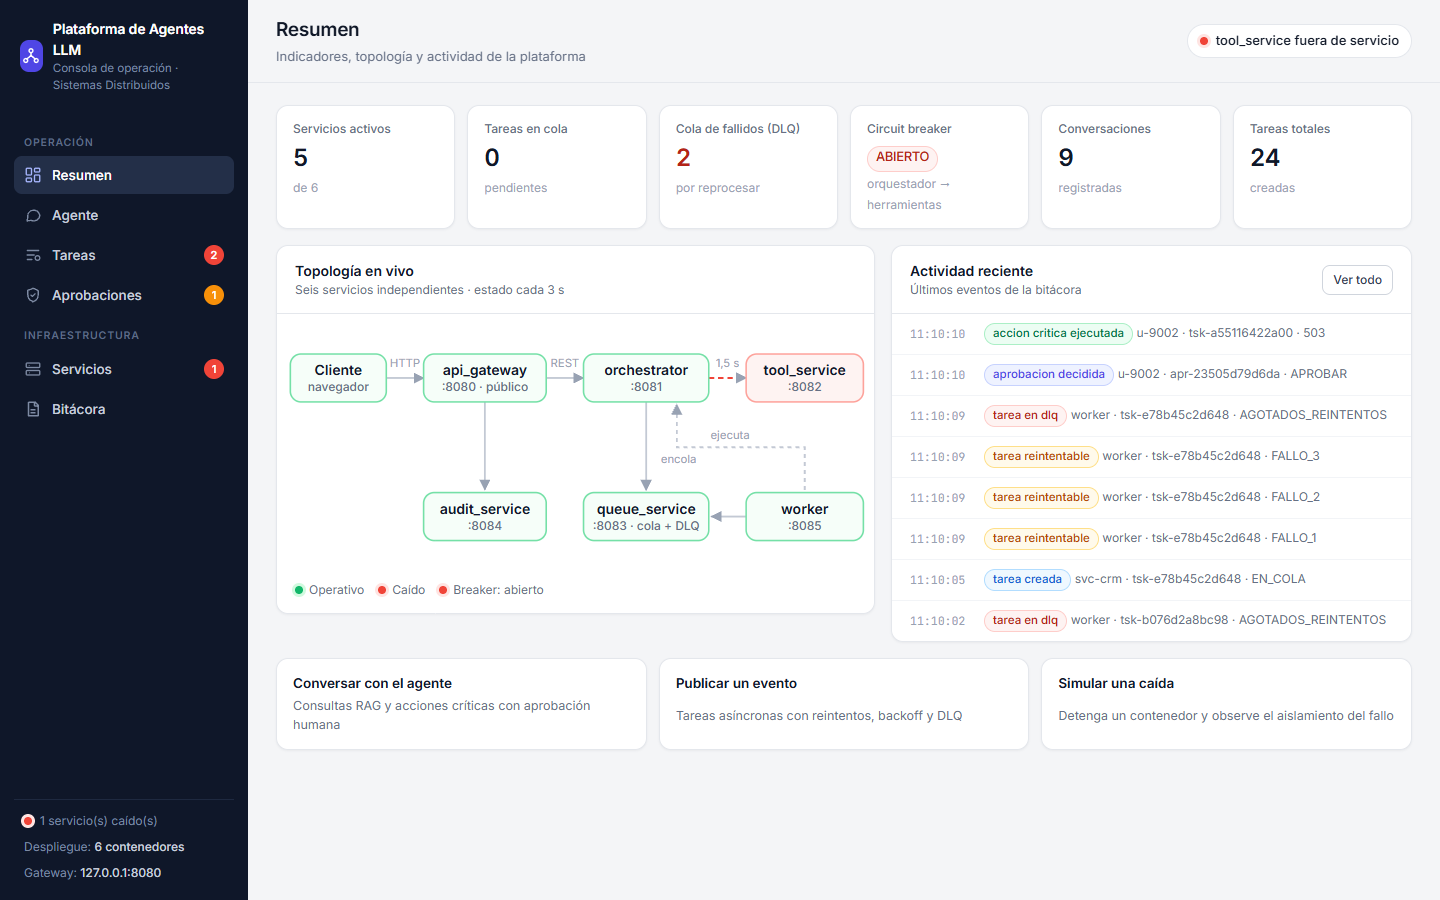 Plataforma de Agentes
LLM
Consola de operación ·
Sistemas Distribuidos
OPERACIÓN
Resumen
Agente
Tareas 2
Aprobaciones 1
INFRAESTRUCTURA
Servicios 1
Bitácora
1 servicio(s) caído(s)
Despliegue: 6 contenedores
Gateway: 127.0.0.1:8080
Resumen
Indicadores, topología y actividad de la plataforma
tool_service fuera de servicio
Servicios activos
5
de 6
Tareas en cola
0
pendientes
Cola de fallidos (DLQ)
2
por reprocesar
Circuit breaker
ABIERTO
orquestador →
herramientas
Conversaciones
9
registradas
Tareas totales
24
creadas
Topología en vivo
Seis servicios independientes · estado cada 3 s
Cliente
navegador
HTTP
api_gateway
:8080 · público
REST
orchestrator
:8081
1,5 s
tool_service
:8082
ejecuta
encola
audit_service
:8084
queue_service
:8083 · cola + DLQ
worker
:8085
Operativo
Caído
Breaker: abierto
Actividad reciente
Últimos eventos de la bitácora
Ver todo
11:10:10 accion critica ejecutada u-9002 · tsk-a55116422a00 · 503
11:10:10 aprobacion decidida u-9002 · apr-23505d79d6da · APROBAR
11:10:09 tarea en dlq worker · tsk-e78b45c2d648 · AGOTADOS_REINTENTOS
11:10:09 tarea reintentable worker · tsk-e78b45c2d648 · FALLO_3
11:10:09 tarea reintentable worker · tsk-e78b45c2d648 · FALLO_2
11:10:09 tarea reintentable worker · tsk-e78b45c2d648 · FALLO_1
11:10:05 tarea creada svc-crm · tsk-e78b45c2d648 · EN_COLA
11:10:02 tarea en dlq worker · tsk-b076d2a8bc98 · AGOTADOS_REINTENTOS
Conversar con el agente
Consultas RAG y acciones críticas con aprobación
humana
Publicar un evento
Tareas asíncronas con reintentos, backoff y DLQ
Simular una caída
Detenga un contenedor y observe el aislamiento del fallo